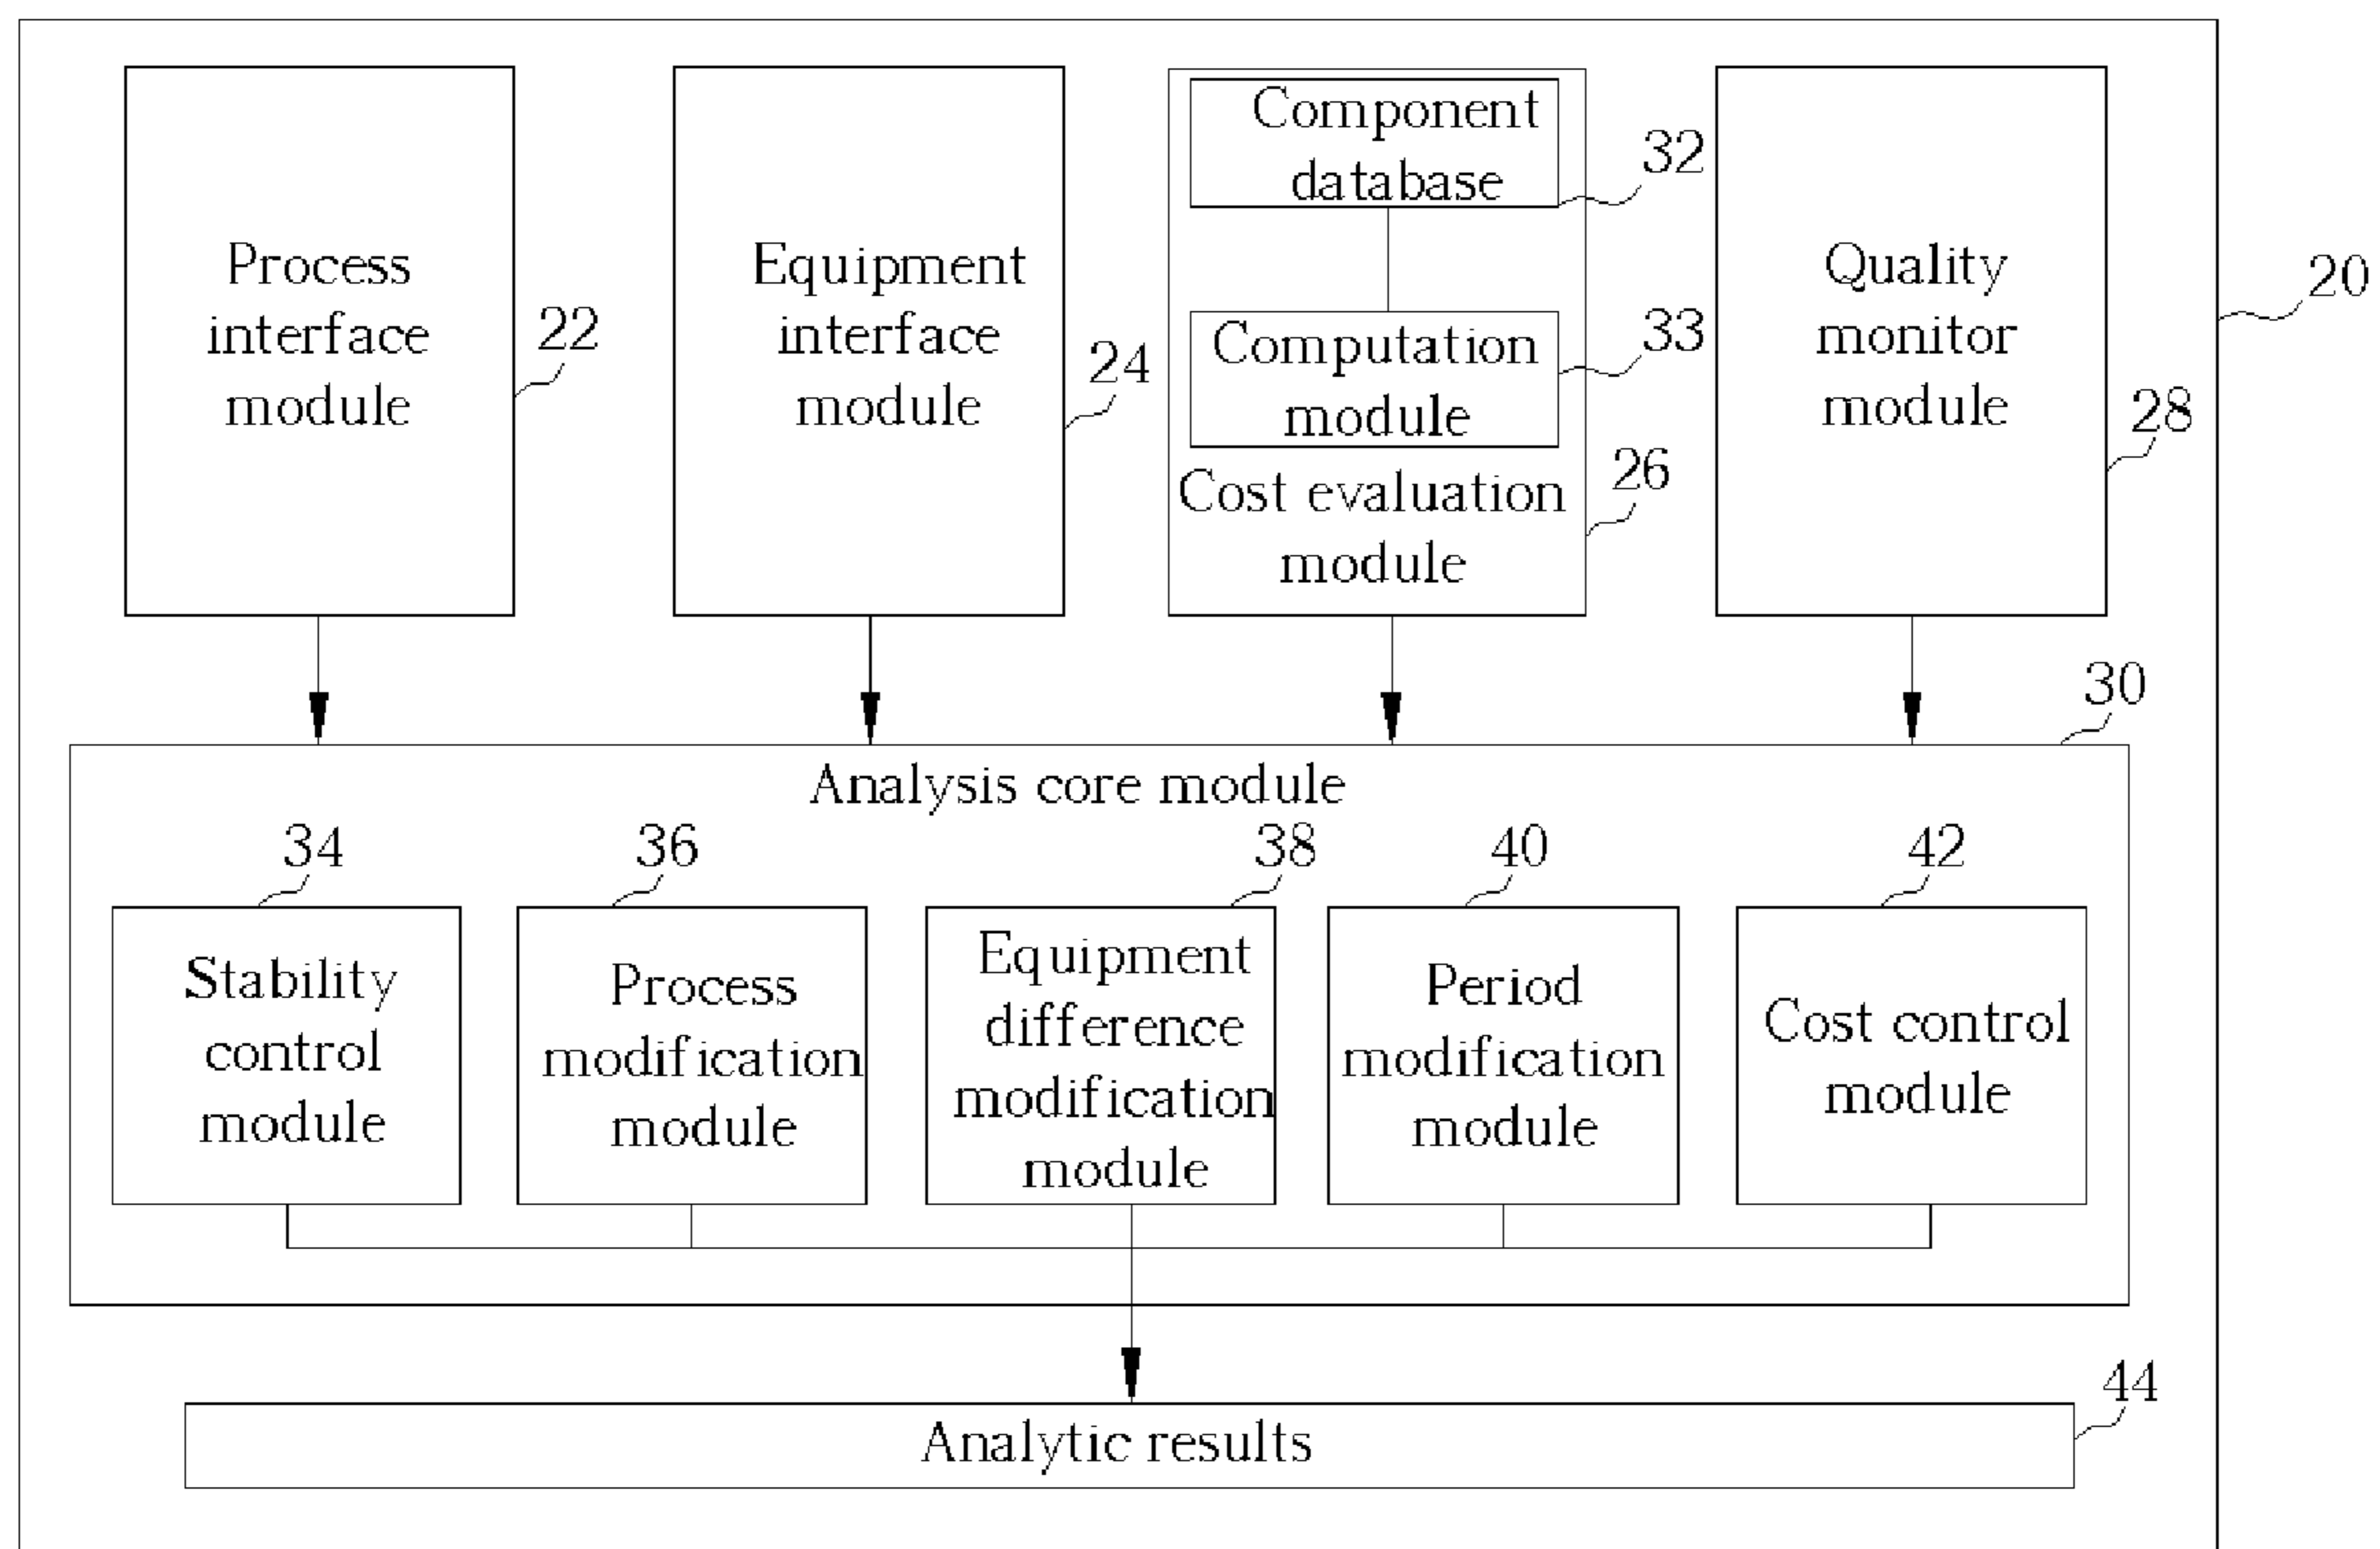 Process
interface
module
22
Equipment
interface
module
24
Component
database
32
Computation
module
33
Cost evaluation
module
26
Quality
monitor
module
28
20
30
Analysis core module
34
Stability
control
module
36
Process
modification
module
38
Equipment
difference
modification
module
40
Period
modification
module
42
Cost control
module
44
Analytic results